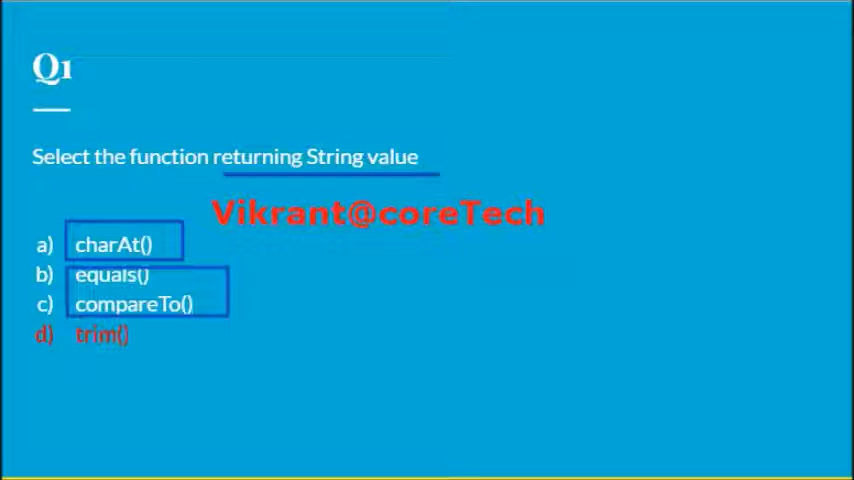 Q1
Select the function returning String value
Vikrant@coreTech
a) charAt()
b) equals()
c) compareTo()
d) trim()